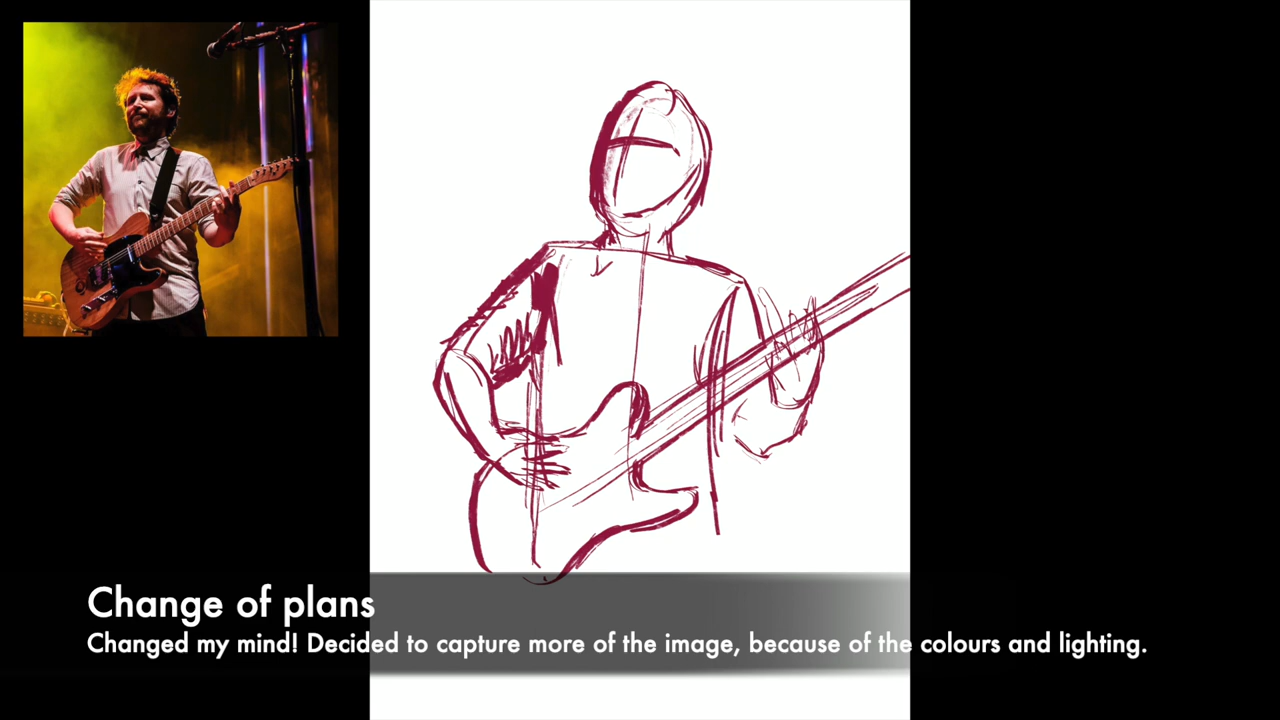 Change of plans
Changed my mind! Decided to capture more of the image, because of the colours and lighting.